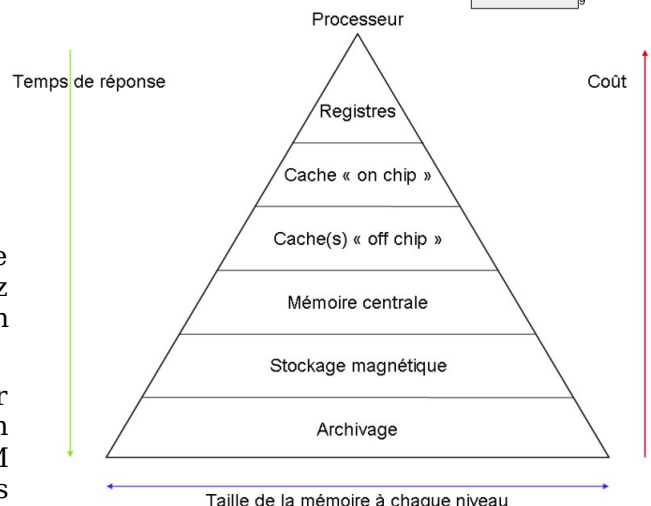 g
Processeur
Temps de réponse
Coût
Registres
Cache « on chip »
Cache(s) « off chip »
e
z
n
Mémoire centrale
Stockage magnétique
r
n
M
s
Archivage
Taille de la mémoire à chaque niveau